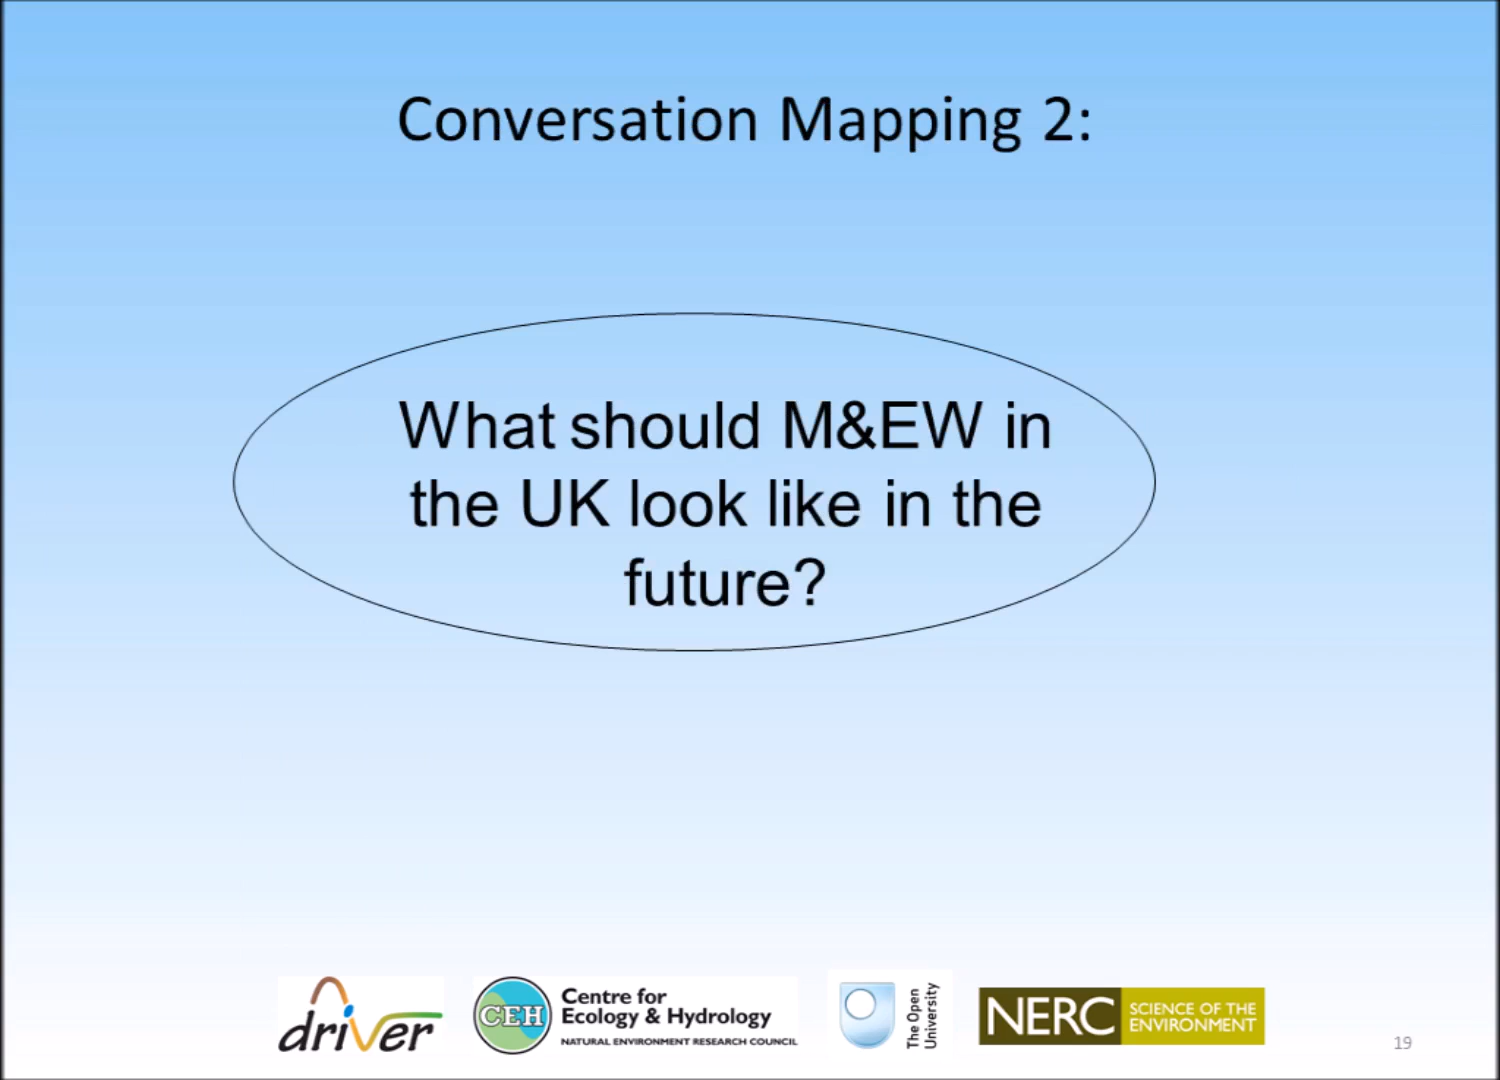 Conversation Mapping 2:
What should M&EW in
the UK look like in the
future?
driver
CEH
Centre for
Ecology & Hydrology
NATURAL ENVIRONMENT RESEARCH COUNCIL
The Open
University
NERC
SCIENCE OF THE
ENVIRONMENT
19